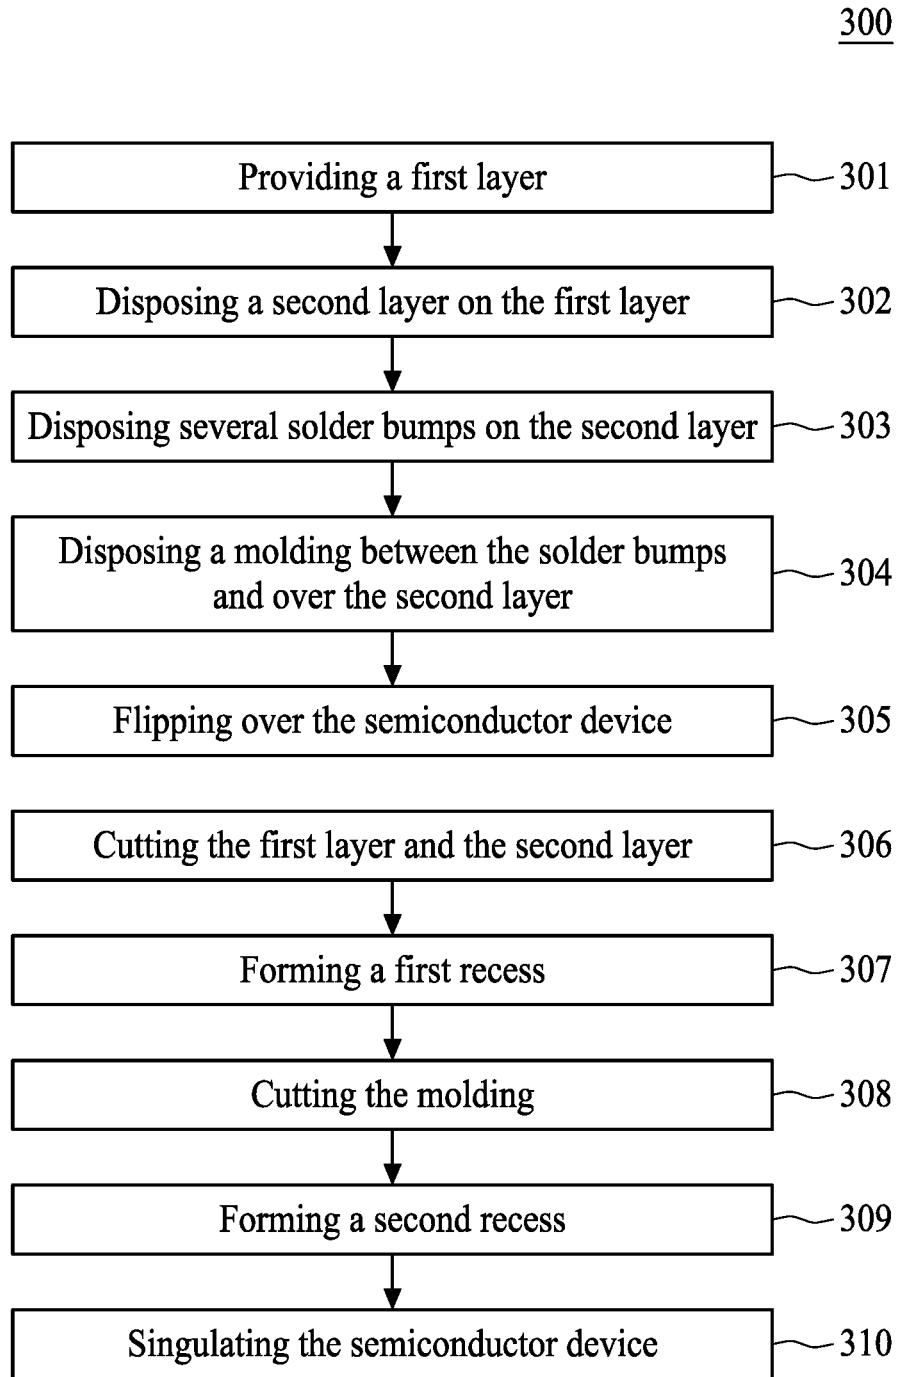 300
Providing a first layer
301
Disposing a second layer on the first layer
302
Disposing several solder bumps on the second layer
303
Disposing a molding between the solder bumps
and over the second layer
304
Flipping over the semiconductor device
305
Cutting the first layer and the second layer
306
Forming a first recess
307
Cutting the molding
308
Forming a second recess
309
Singulating the semiconductor device
310